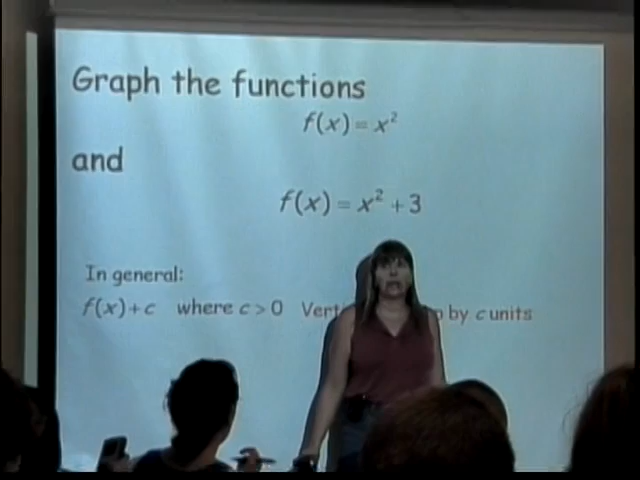 Graph the functions
f(x) = x²
and
f(x) = x² + 3
In general:
f(x)+c where c > 0 by c units